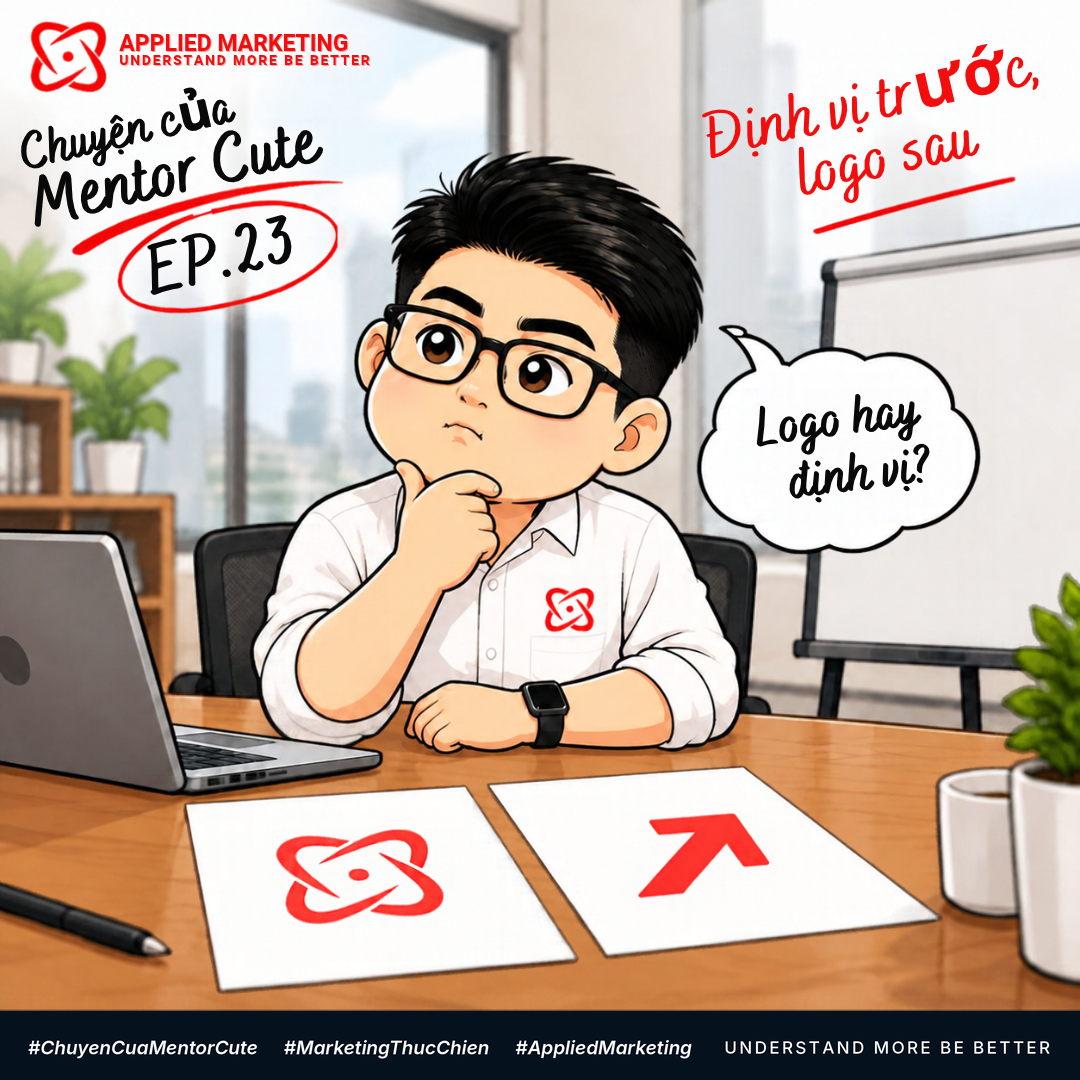 APPLIED MARKETING
UNDERSTAND MORE BE BETTER
Chuyện của
Mentor Cute
EP.23
Định vị trước,
logo sau
Logo hay
định vị?
#ChuyenCuaMentorCute #MarketingThucChien #AppliedMarketing UNDERSTAND MORE BE BETTER